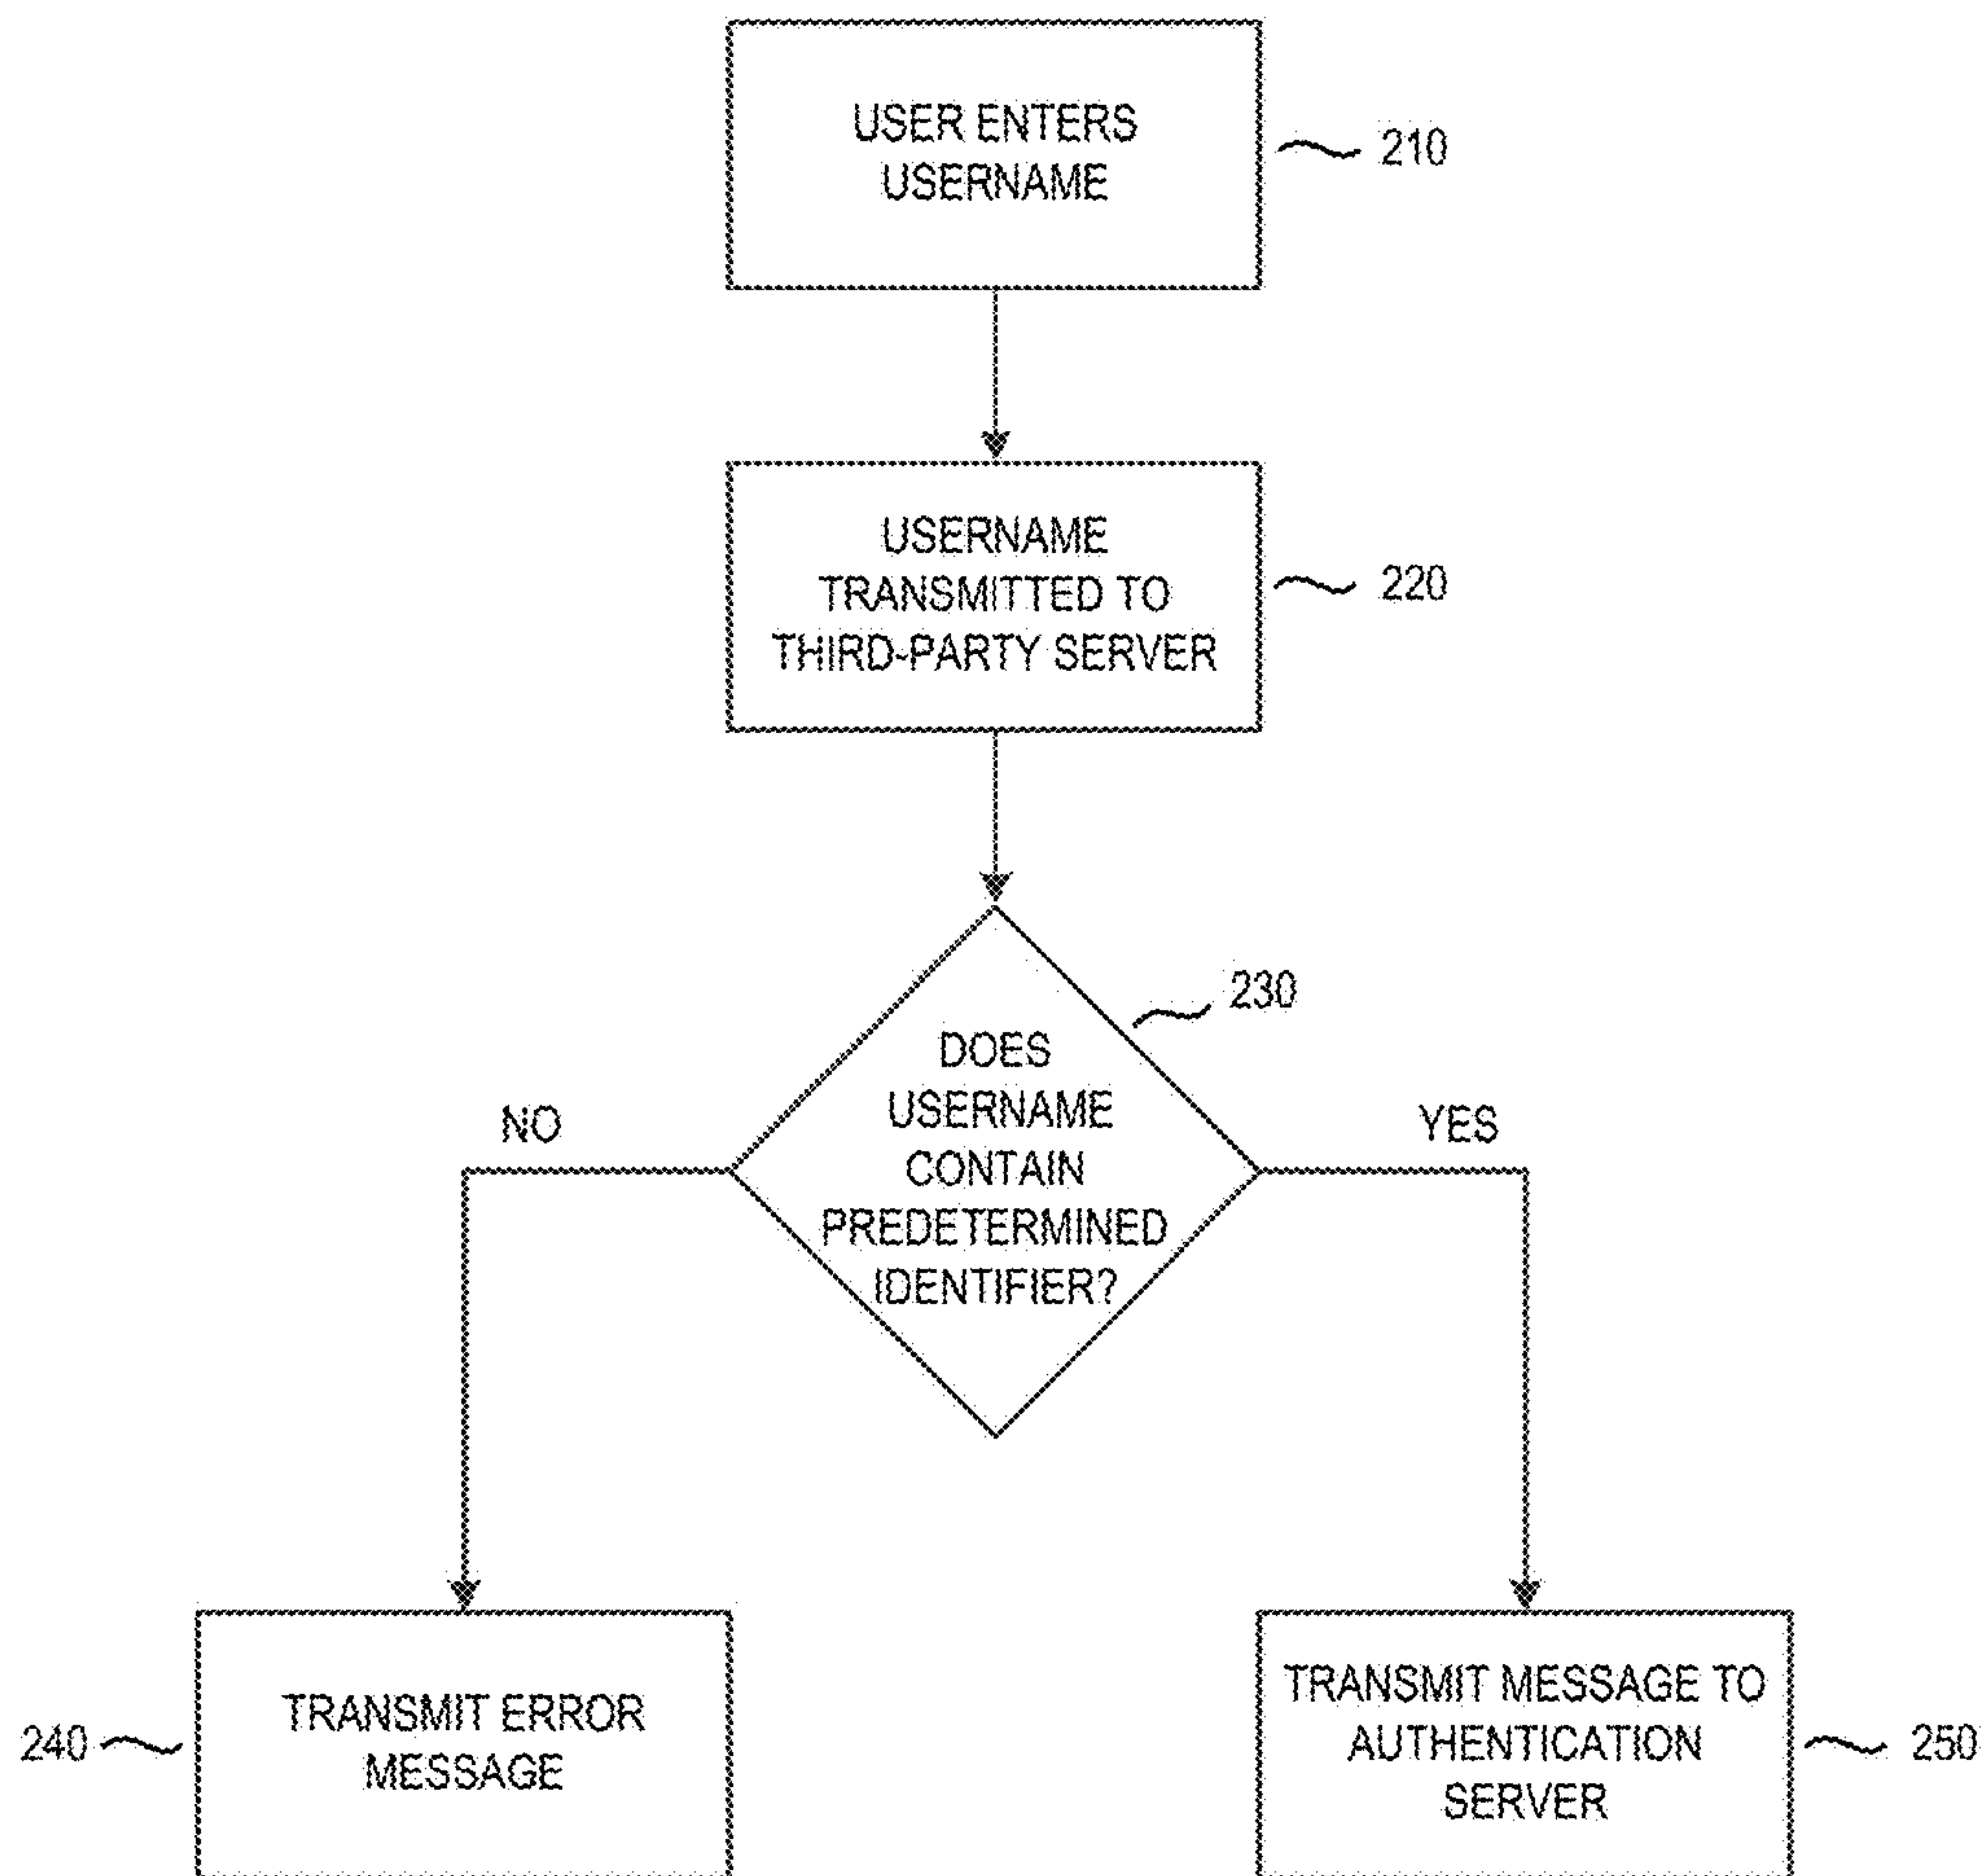 USER ENTERS
USERNAME
210
USERNAME
TRANSMITTED TO
THIRD-PARTY SERVER
220
230
DOES
USERNAME
CONTAIN
PREDETERMINED
IDENTIFIER?
NO
YES
240
TRANSMIT ERROR
MESSAGE
TRANSMIT MESSAGE TO
AUTHENTICATION
SERVER
250